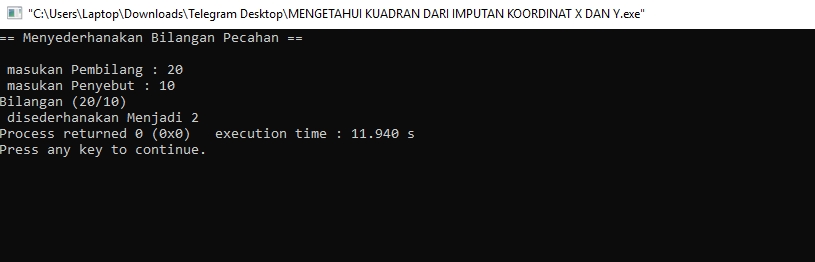 "C:\Users\Laptop\Downloads\Telegram Desktop\MENGETAHUI KUADRAN DARI IMPUTAN KOORDINAT X DAN Y.exe"
== Menyederhanakan Bilangan Pecahan ==
masukan Pembilang : 20
masukan Penyebut : 10
Bilangan (20/10)
disederhanakan Menjadi 2
Process returned 0 (0x0)   execution time : 11.940 s
Press any key to continue.